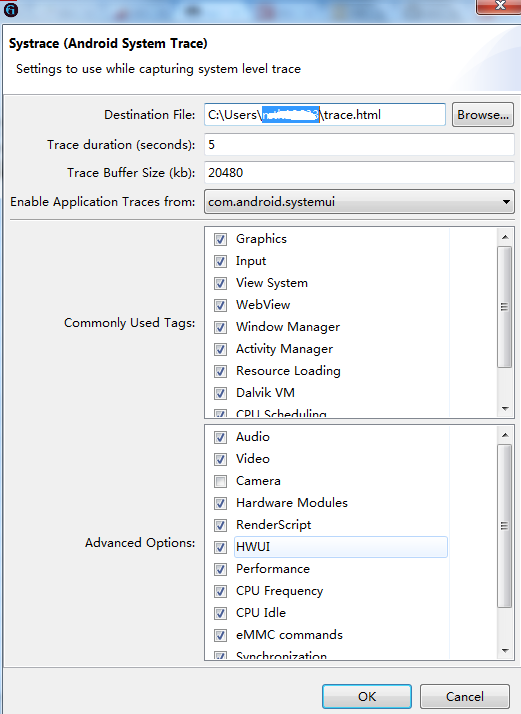 Systrace (Android System Trace)
Settings to use while capturing system level trace
Destination File: C:\Users\ \trace.html Browse...
Trace duration (seconds): 5
Trace Buffer Size (kb): 20480
Enable Application Traces from: com.android.systemui
Commonly Used Tags:
Graphics
Input
View System
WebView
Window Manager
Activity Manager
Resource Loading
Dalvik VM
CPU Scheduling
Advanced Options:
Audio
Video
Camera
Hardware Modules
RenderScript
HWUI
Performance
CPU Frequency
CPU Idle
eMMC commands
Synchronization
OK Cancel